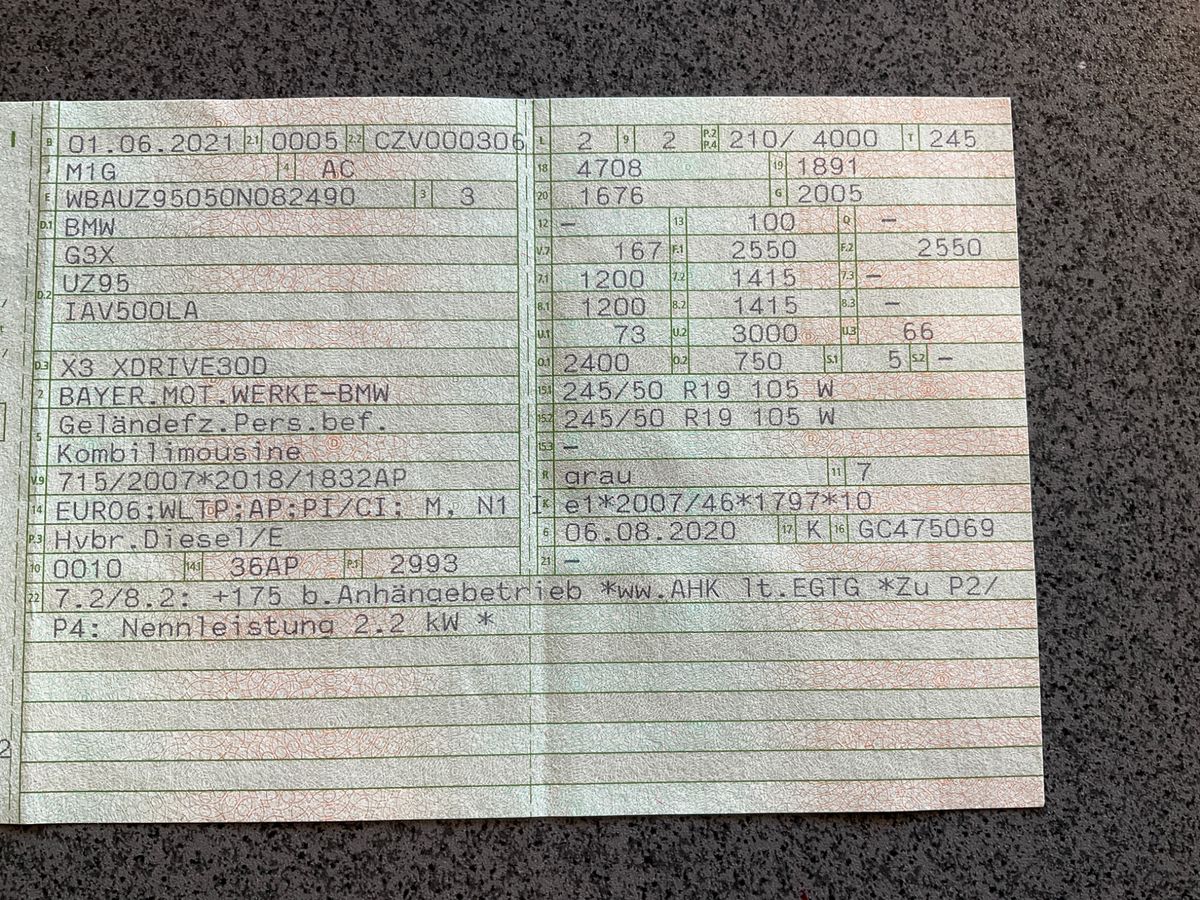 B 01.06.2021 2.1 0005 2.2 CZV000306 L 2 9 2 P.2 P.4 210/ 4000 T 245
J M1G 4 AC 18 4708 19 1891
E WBAUZ95050N082490 3 3 20 1676 G 2005
D.1 BMW 12 – 13 100 Q –
G3X V.7 167 F.1 2550 F.2 2550
D.2 UZ95 7.1 1200 7.2 1415 7.3 –
IAV500LA 8.1 1200 8.2 1415 8.3 –
U.1 73 U.2 3000 U.3 66
D.3 X3 XDRIVE30D O.1 2400 O.2 750 S.1 5 S.2 –
2 BAYER.MOT.WERKE-BMW 15.1 245/50 R19 105 W
5 Geländefz.Pers.bef. 15.2 245/50 R19 105 W
Kombilimousine 15.3 –
V.9 715/2007*2018/1832AP R grau 11 7
14 EURO6;WLTP;AP;PI/CI; M, N1 I K e1*2007/46*1797*10
P.3 Hybr.Diesel/E 6 06.08.2020 17 K 16 GC475069
10 0010 14.1 36AP P.1 2993 21 –
22 7.2/8.2: +175 b.Anhängebetrieb *ww.AHK lt.EGTG *Zu P2/
P4: Nennleistung 2.2 kW *
2